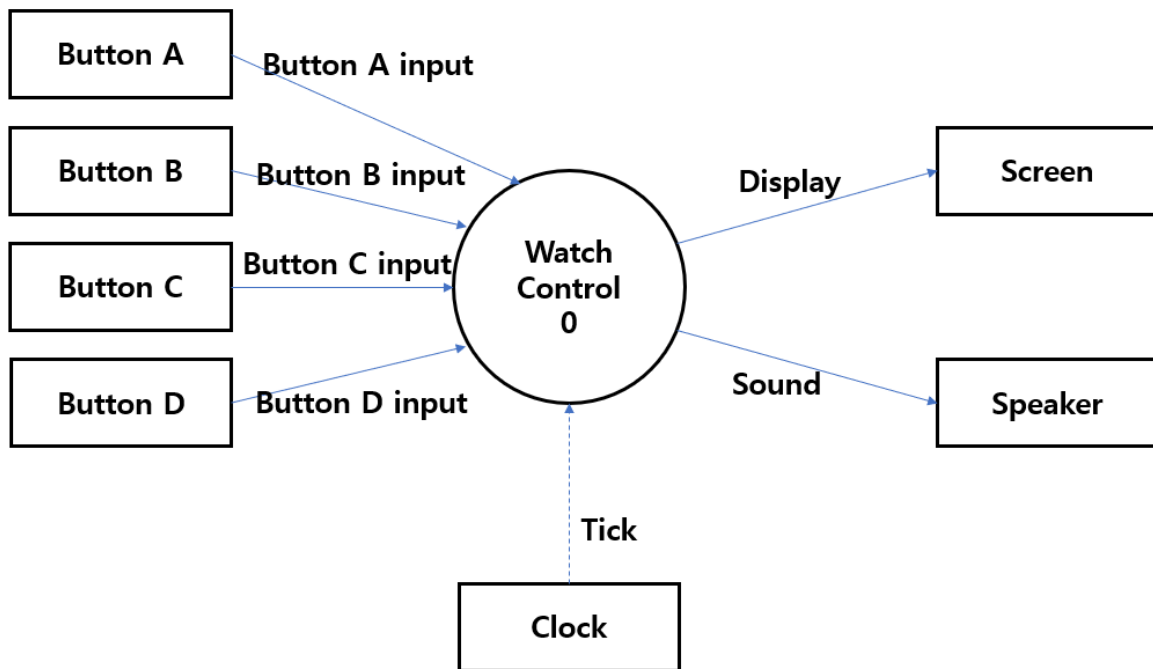 Button A
Button A input
Button B
Button B input
Button C
Button C input
Button D
Button D input
Watch
Control
0
Display
Screen
Sound
Speaker
Tick
Clock